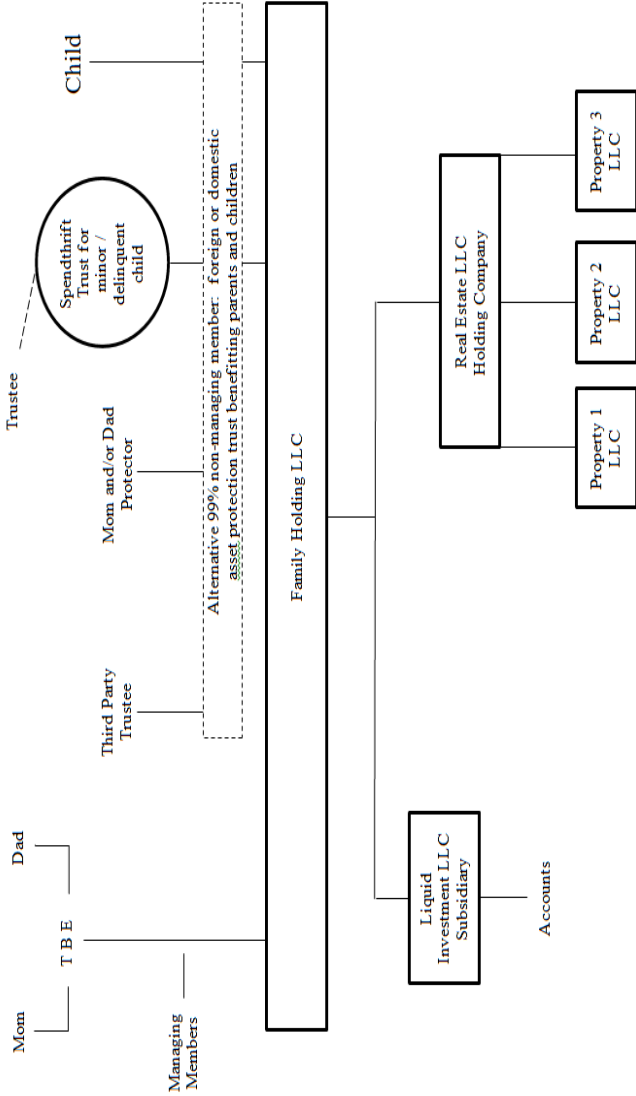 Mom
Dad
T B E
Managing
Members
Third Party
Trustee
Mom and/or Dad
Protector
Trustee
Spendthrift
Trust for
minor /
delinquent
child
Child
Alternative 99% non-managing member:  foreign or domestic
asset protection trust benefitting parents and children
Family Holding LLC
Liquid
Investment LLC
Subsidiary
Accounts
Real Estate LLC
Holding Company
Property 1
LLC
Property 2
LLC
Property 3
LLC